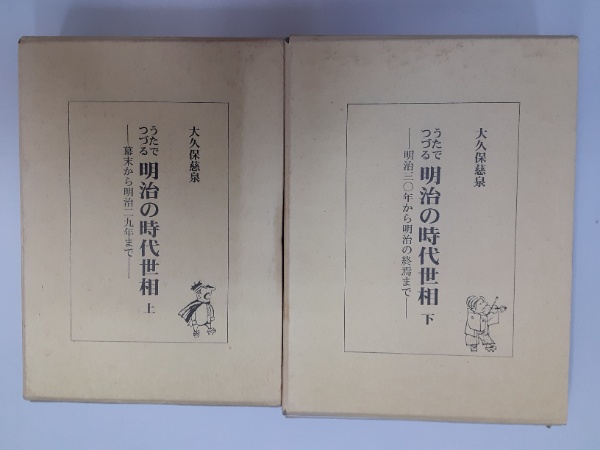 大久保慈泉
うたで
つづる
明治の時代世相 上
――幕末から明治二九年まで――
大久保慈泉
うたで
つづる
明治の時代世相 下
――明治三〇年から明治の終焉まで――